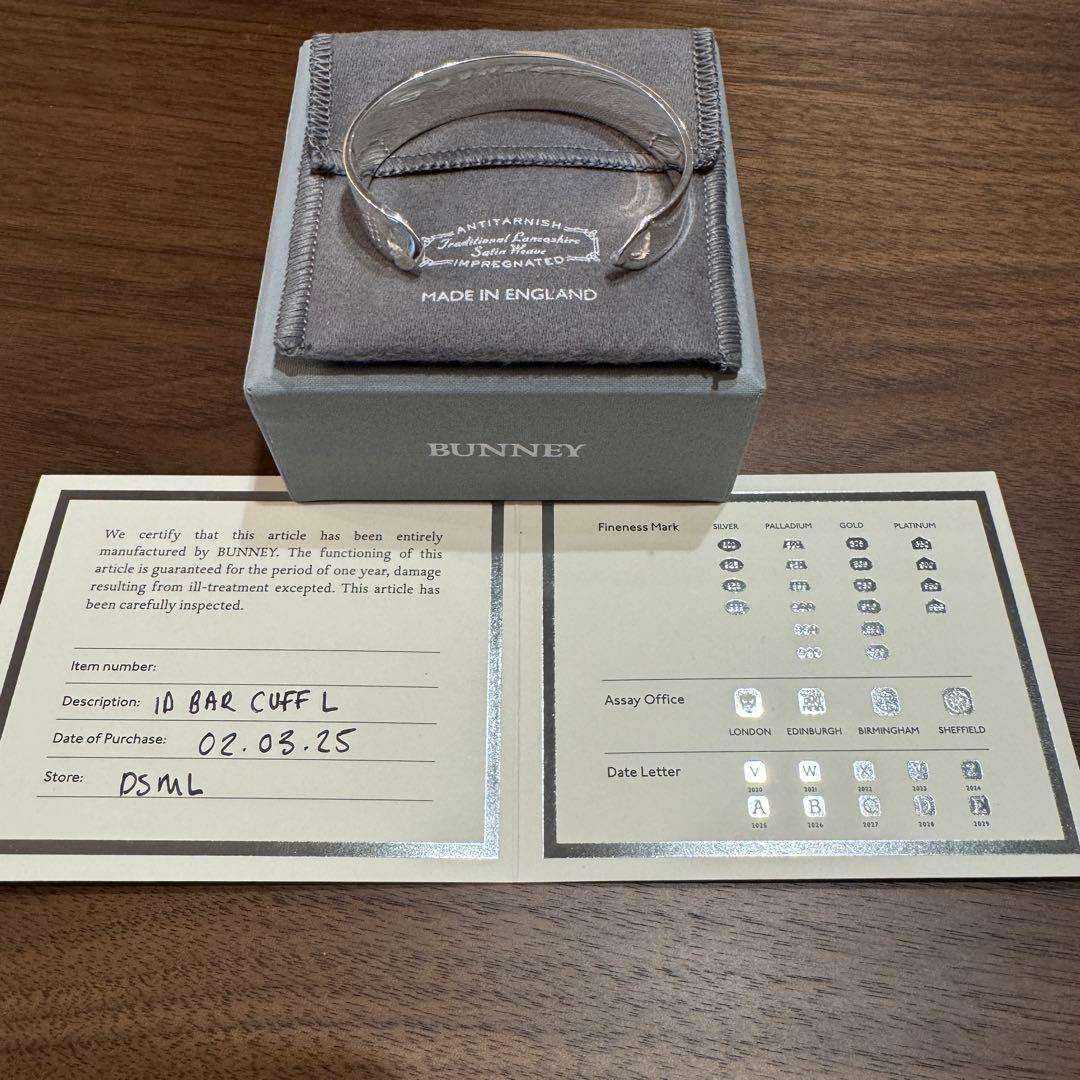 ANTITARNISH
Traditional Lancashire
Satin Weave
IMPREGNATED
MADE IN ENGLAND
BUNNEY
We certify that this article has been entirely
manufactured by BUNNEY. The functioning of this
article is guaranteed for the period of one year, damage
resulting from ill-treatment excepted. This article has
been carefully inspected.
Item number:
Description: ID BAR CUFF L
Date of Purchase: 02.03.25
Store: DSML
Fineness Mark SILVER PALLADIUM GOLD PLATINUM
Assay Office
LONDON EDINBURGH BIRMINGHAM SHEFFIELD
Date Letter V W X Y Z
2020 2021 2022 2023 2024
A B C D E
2025 2026 2027 2028 2029